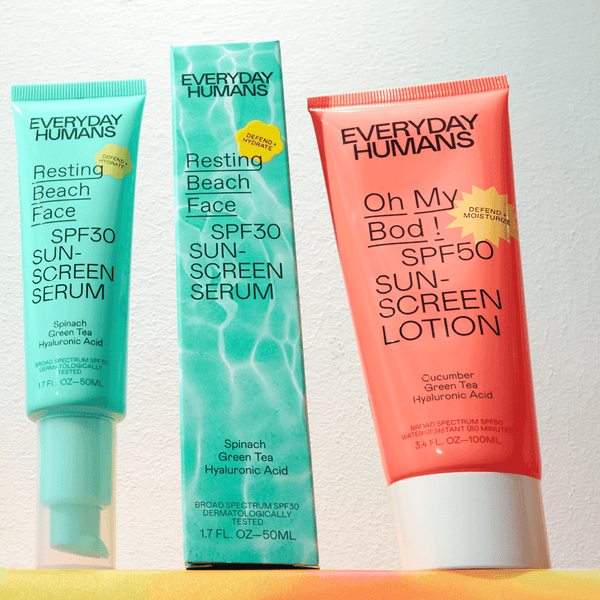 EVERYDAY
HUMANS
DEFEND +
HYDRATE
Resting
Beach
Face
SPF30
SUN-
SCREEN
SERUM
Spinach
Green Tea
Hyaluronic Acid
BROAD SPECTRUM SPF30
DERMATOLOGICALLY
TESTED
1.7 FL. OZ—50ML
EVERYDAY
HUMANS
DEFEND +
HYDRATE
Resting
Beach
Face
SPF30
SUN-
SCREEN
SERUM
Spinach
Green Tea
Hyaluronic Acid
BROAD SPECTRUM SPF30
DERMATOLOGICALLY
TESTED
1.7 FL. OZ—50ML
EVERYDAY
HUMANS
Oh My
Bod !
DEFEND +
MOISTURIZE
SPF50
SUN-
SCREEN
LOTION
Cucumber
Green Tea
Hyaluronic Acid
BROAD SPECTRUM SPF50
WATER RESISTANT (80 MINUTES)
3.4 FL. OZ—100ML